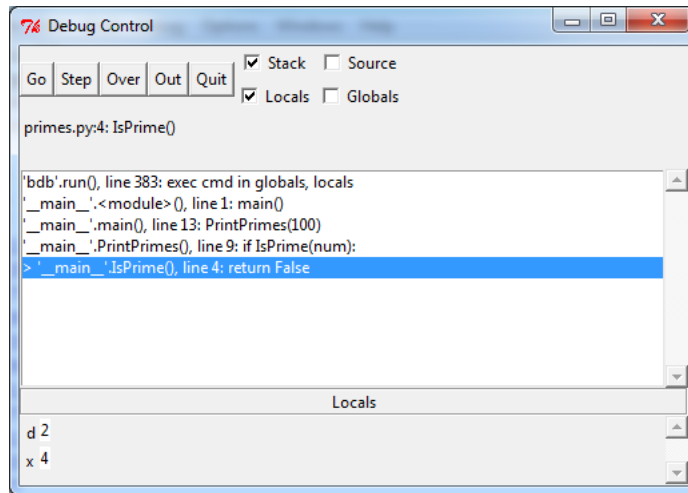 Debug Control
Go Step Over Out Quit
Stack Source
Locals Globals
primes.py:4: IsPrime()
'bdb'.run(), line 383: exec cmd in globals, locals
'__main__'.<module>(), line 1: main()
'__main__'.main(), line 13: PrintPrimes(100)
'__main__'.PrintPrimes(), line 9: if IsPrime(num):
> '__main__'.IsPrime(), line 4: return False
Locals
d 2
x 4